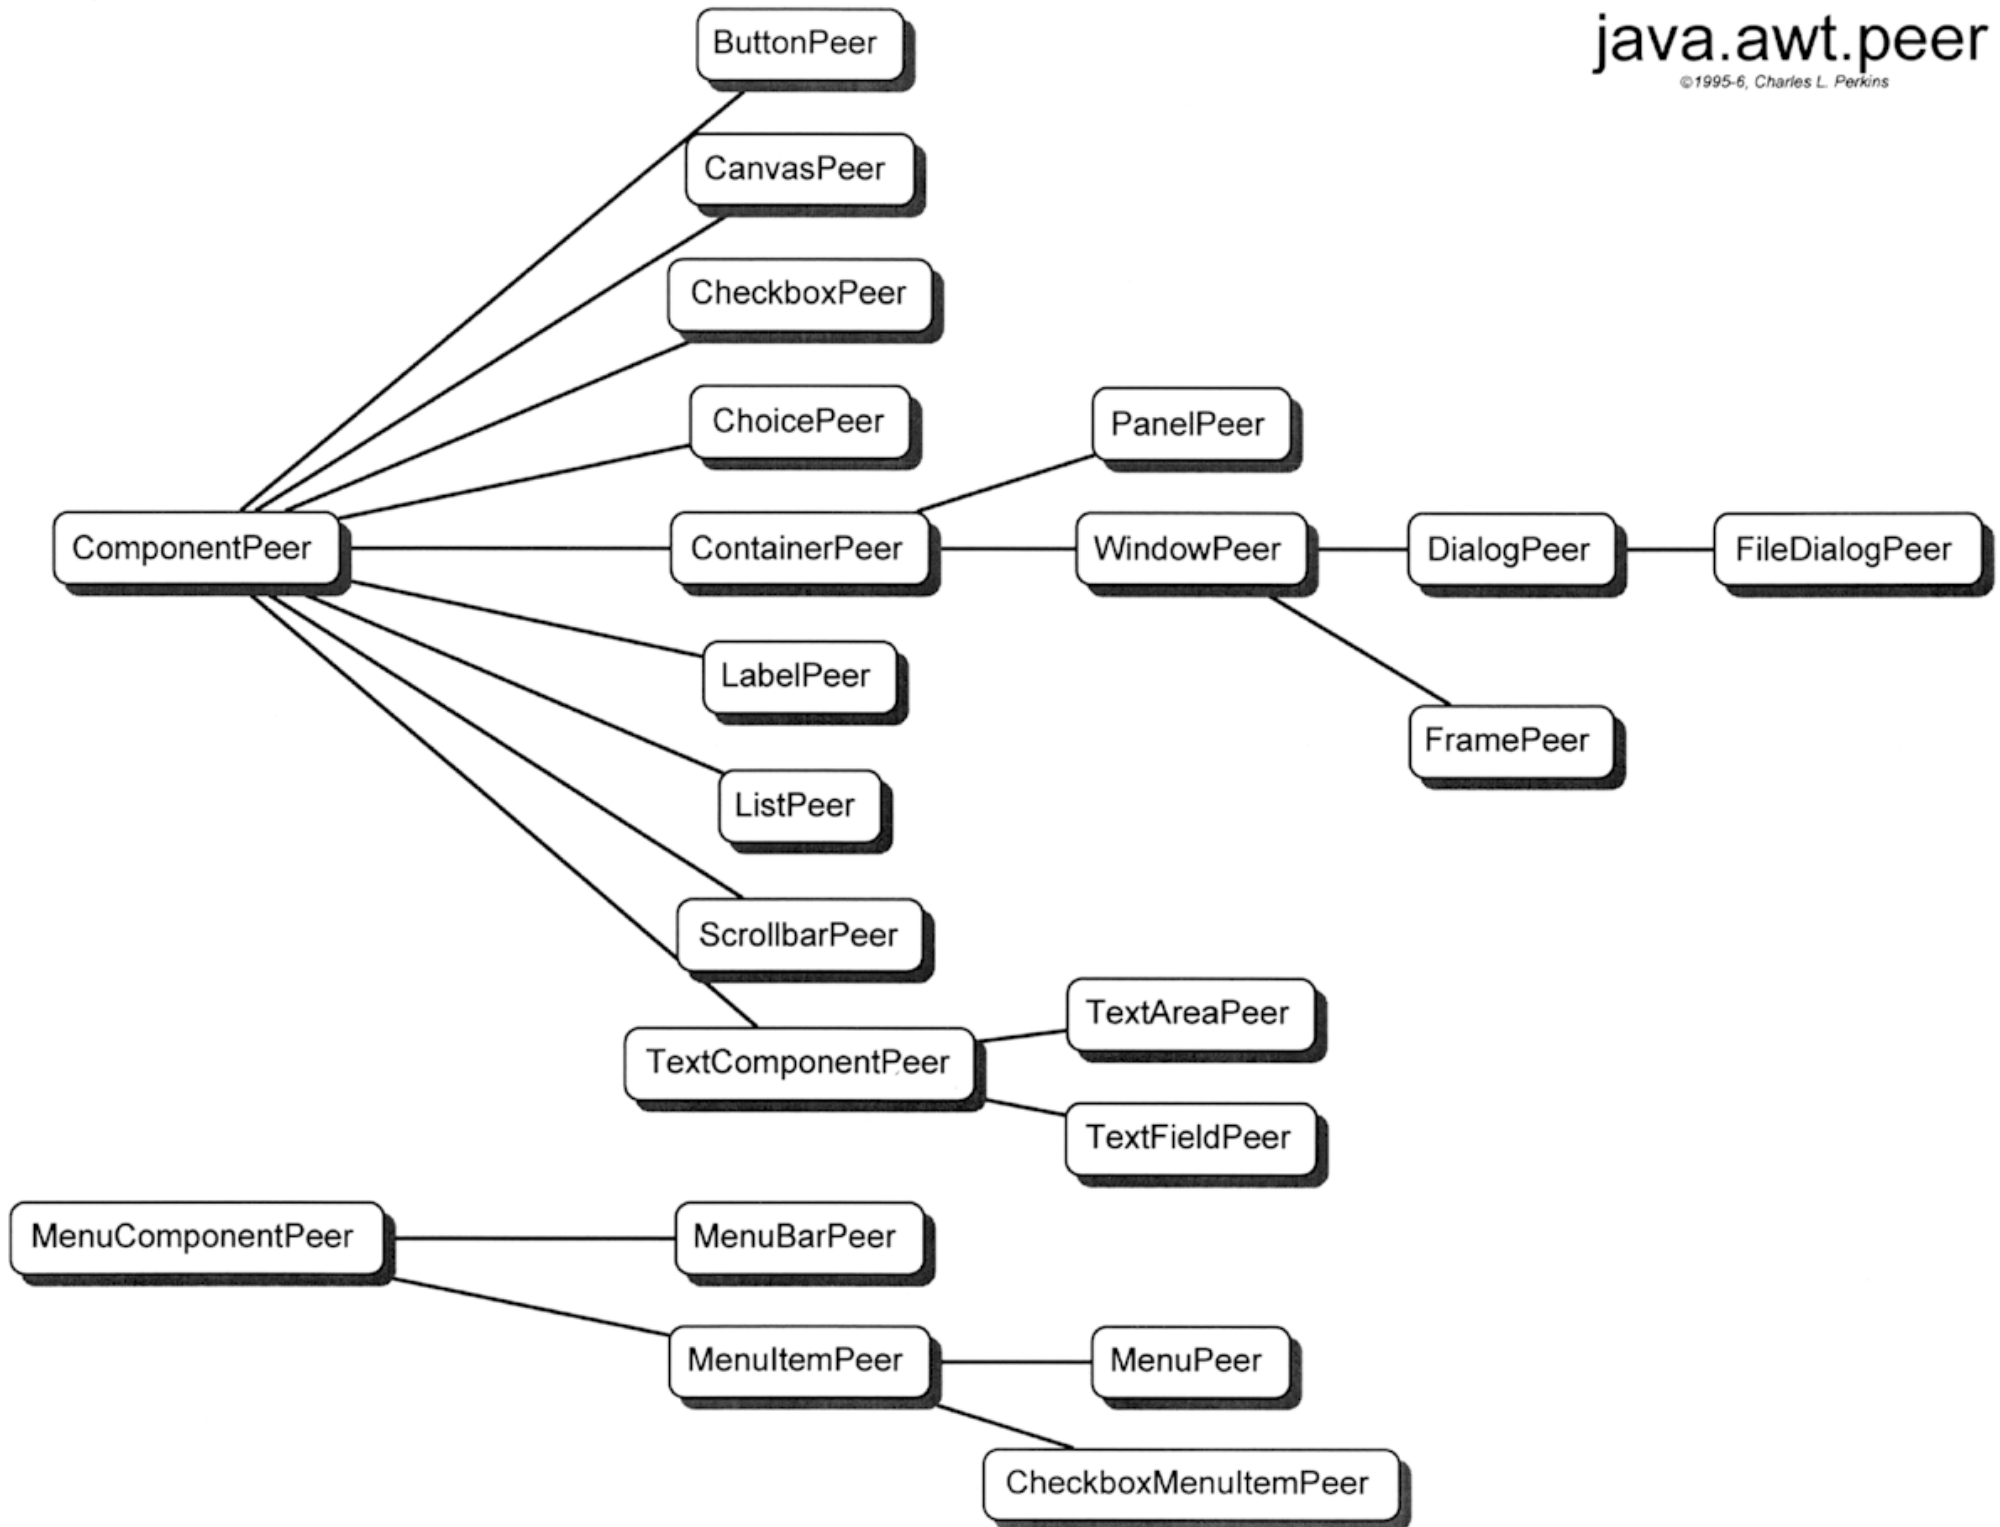 java.awt.peer
©1995-6, Charles L. Perkins
ButtonPeer
CanvasPeer
CheckboxPeer
ChoicePeer
PanelPeer
ComponentPeer
ContainerPeer
WindowPeer
DialogPeer
FileDialogPeer
LabelPeer
FramePeer
ListPeer
ScrollbarPeer
TextAreaPeer
TextComponentPeer
TextFieldPeer
MenuComponentPeer
MenuBarPeer
MenuItemPeer
MenuPeer
CheckboxMenuItemPeer